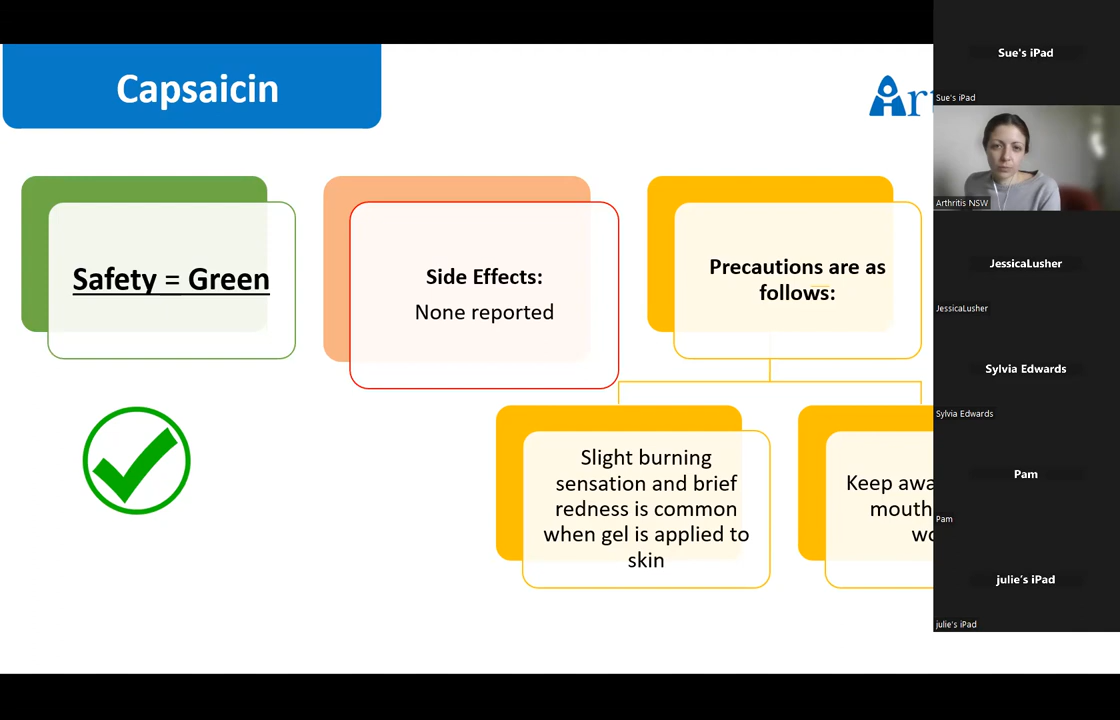 Capsaicin
Safety = Green
Side Effects:
None reported
Precautions are as
follows:
Slight burning
sensation and brief
redness is common
when gel is applied to
skin
Keep
mouth
Sue's iPad
Sue's iPad
Arthritis NSW
JessicaLusher
JessicaLusher
Sylvia Edwards
Sylvia Edwards
Pam
Pam
julie's iPad
julie's iPad